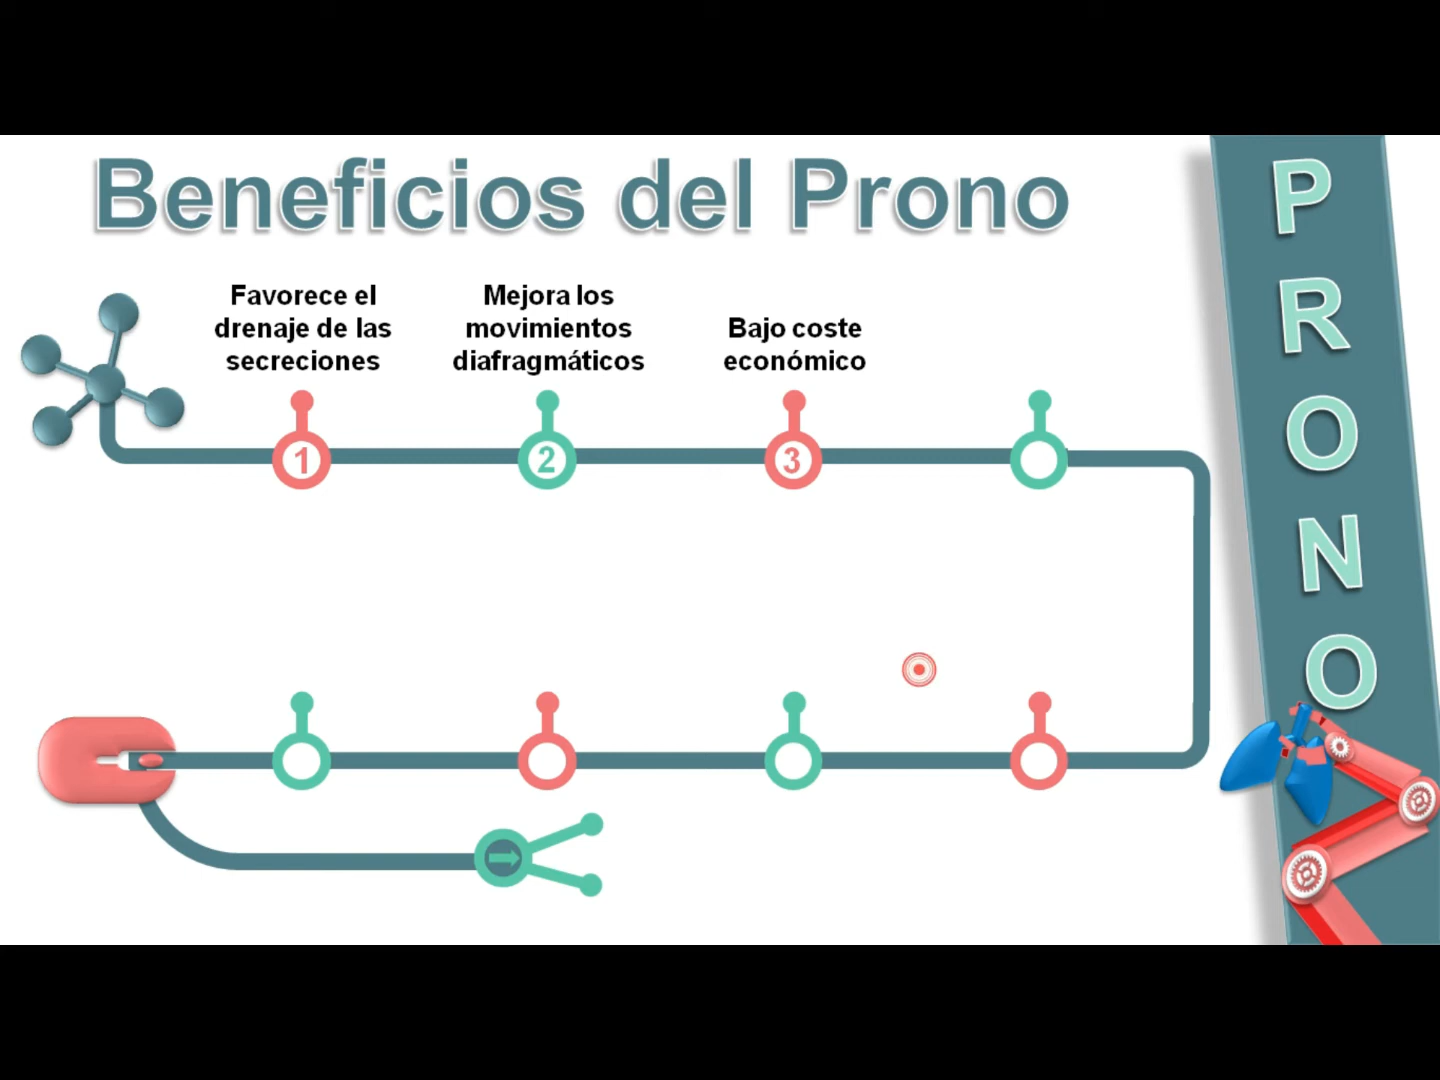 Beneficios del Prono
Favorece el
drenaje de las
secreciones
Mejora los
movimientos
diafragmáticos
Bajo coste
económico
1
2
3
P
R
O
N
O